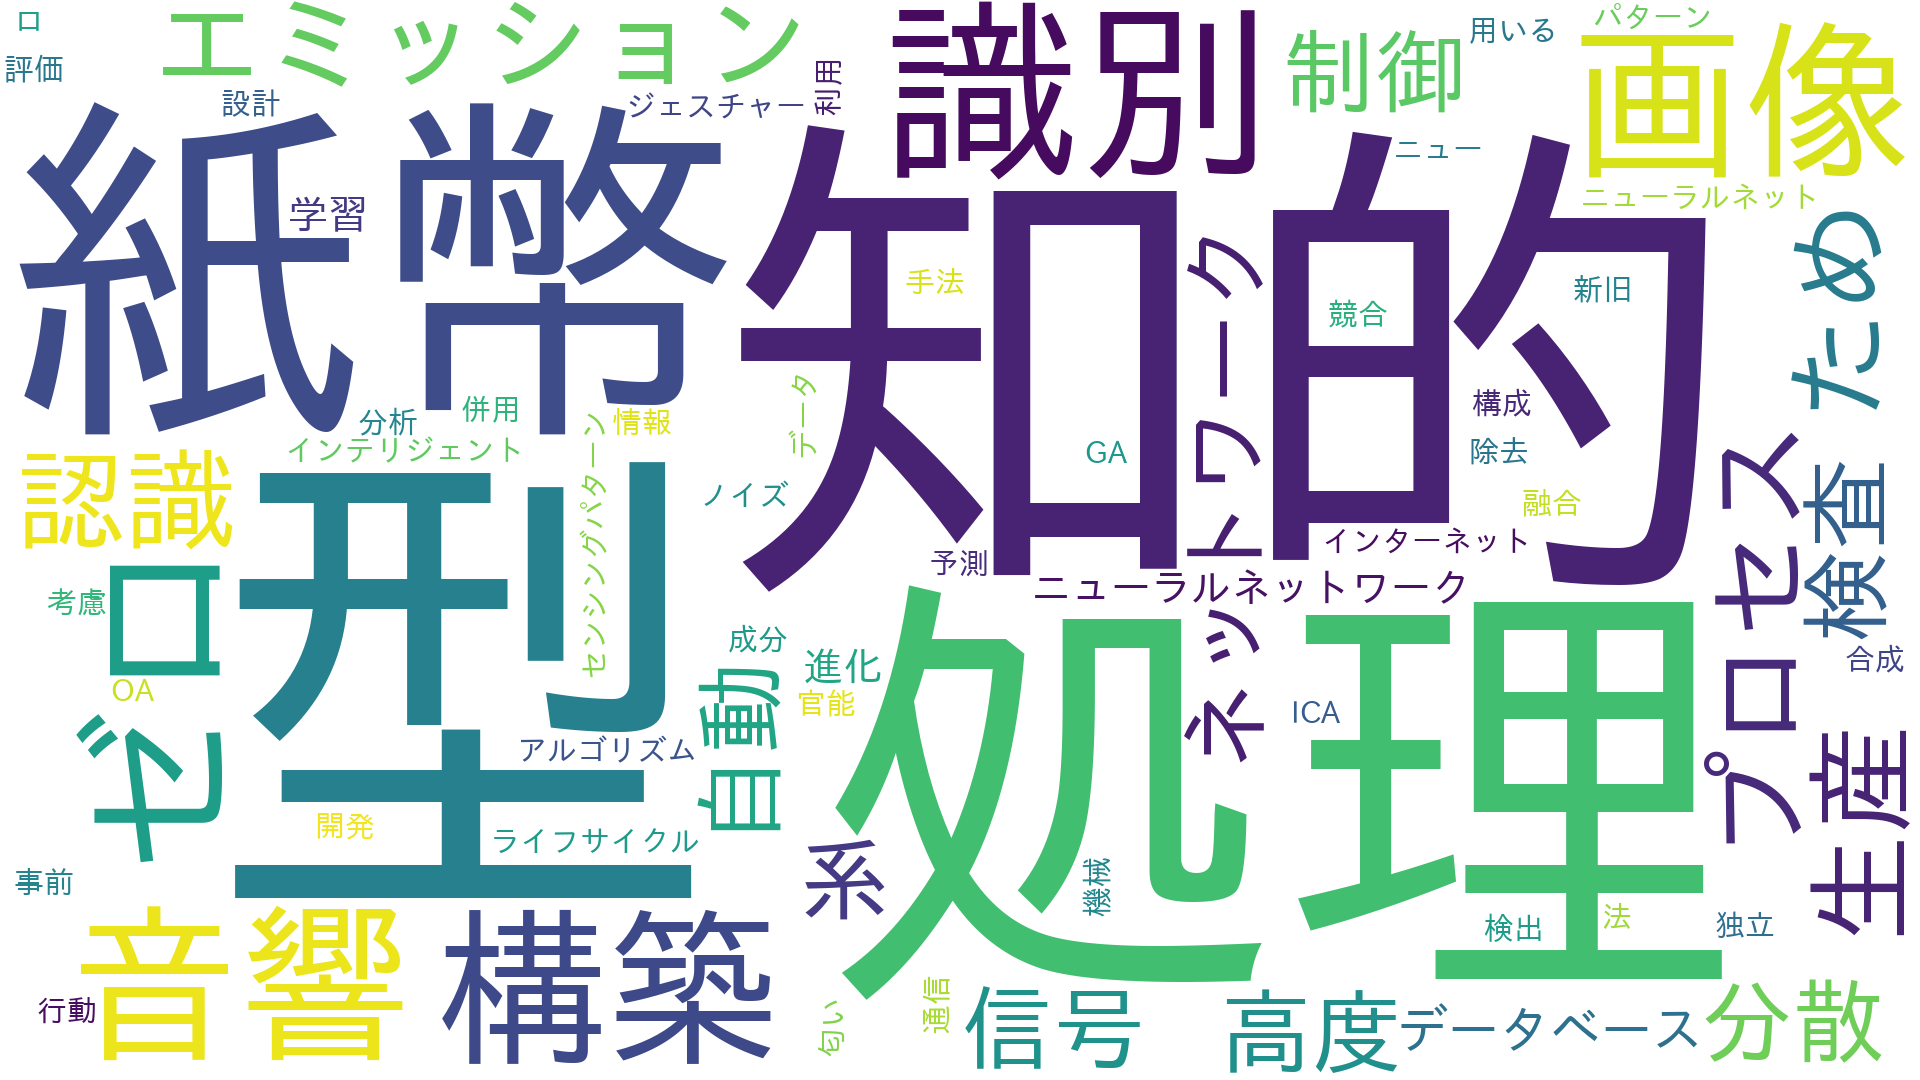 ロ
エミッション
識別
制御
用いる
パターン
画像
評価
設計
ジェスチャー
利用
紙幣
知的
ニュー
ニューラルネット
学習
手法
ネットワーク
競合
新旧
ため
分析
併用
情報
データ
GA
構成
インテリジェント
センシングパターン
ノイズ
除去
融合
認識
型
予測
インターネット
プロセス
検査
考慮
ゼロ
ニューラルネットワーク
成分
進化
処理
合成
OA
官能
自動
ICA
アルゴリズム
生産
開発
ライフサイクル
系
機械
事前
検出
法
独立
音響
構築
行動
匂い
通信
信号
高度
データベース
分散